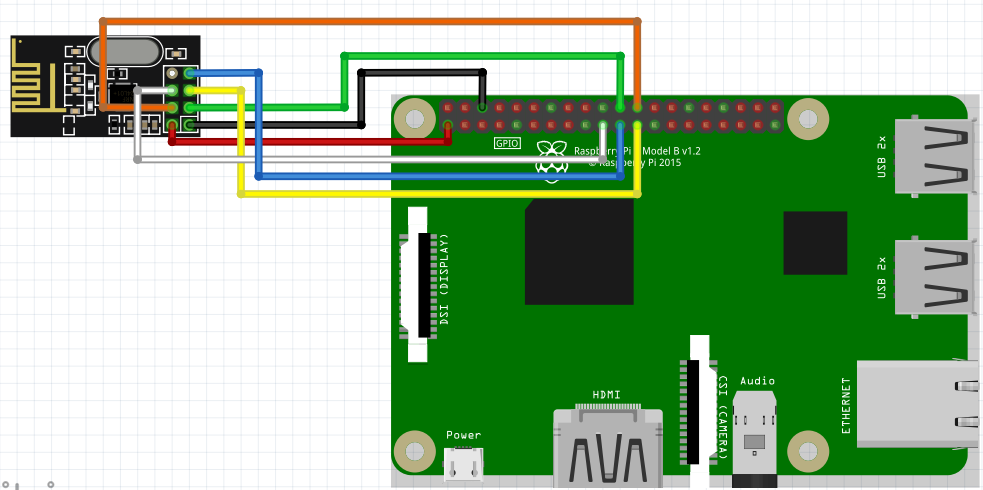 GPIO
Raspberry Pi 3 Model B v1.2
© Raspberry Pi 2015
USB 2x
DSI (DISPLAY)
USB 2x
Audio
HDMI
CSI (CAMERA)
ETHERNET
Power